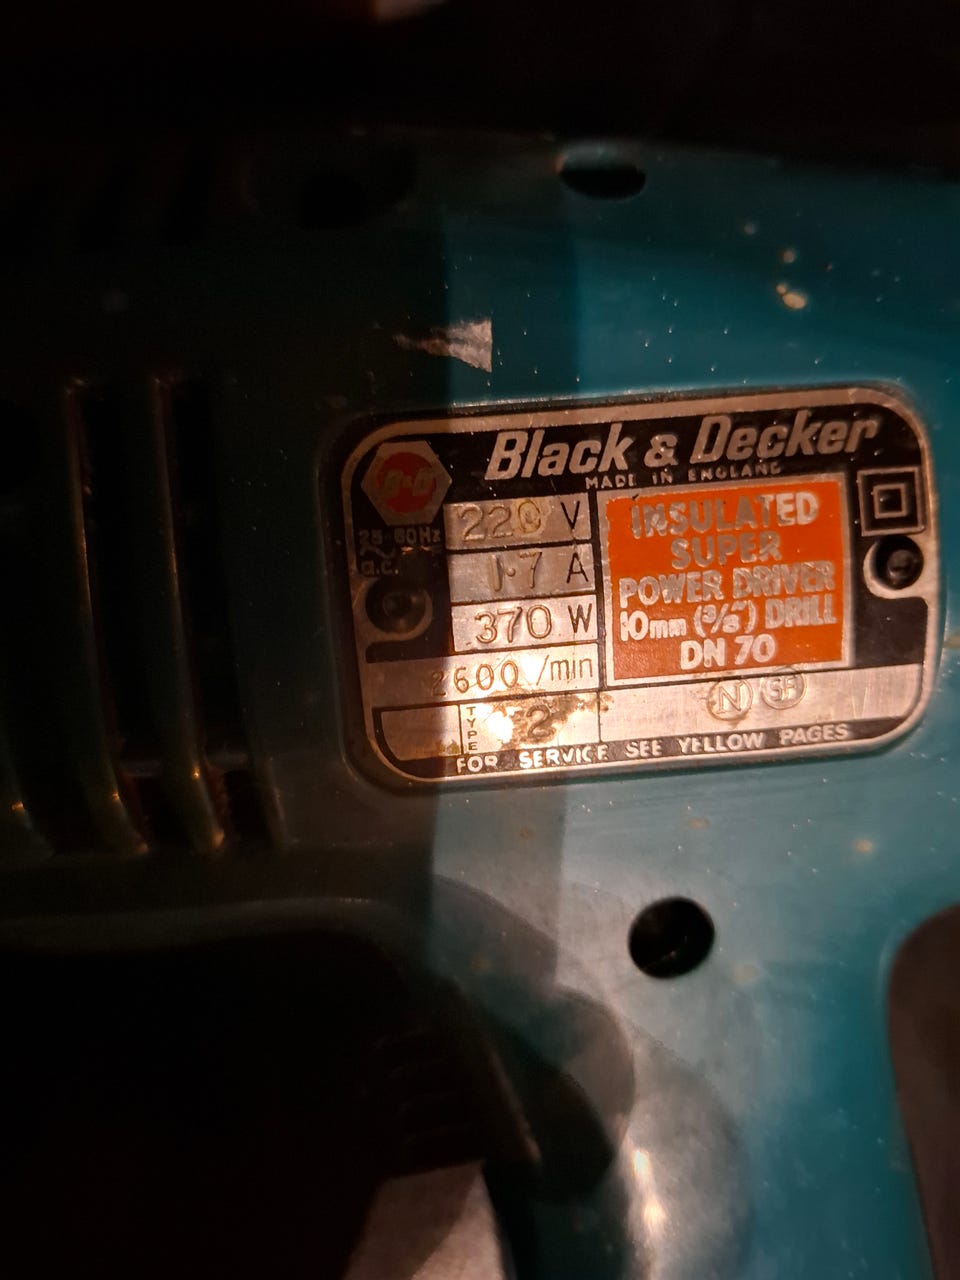 Black & Decker
MADE IN ENGLAND
B&D
25-60Hz
a.c.
220 V
1·7 A
370 W
2600/min
TYPE 2
INSULATED
SUPER
POWER DRIVER
10mm (3/8") DRILL
DN 70
N SF
FOR SERVICE SEE YELLOW PAGES